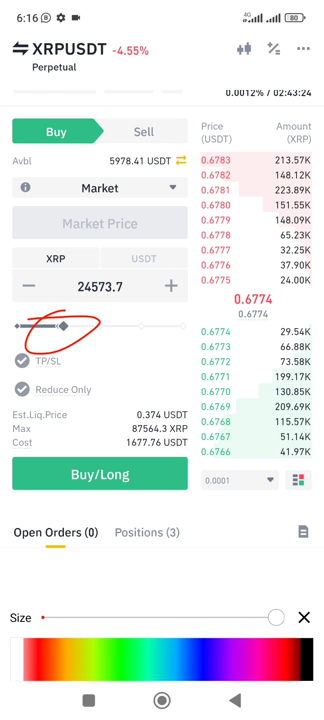 6:16
4G
80
XRPUSDT -4.55%
Perpetual
0.0012% / 02:43:24
Buy
Sell
Avbl
5978.41 USDT
Market
Market Price
XRP
USDT
24573.7
TP/SL
Reduce Only
Est.Liq.Price
0.374 USDT
Max
87564.3 XRP
Cost
1677.76 USDT
Buy/Long
Price
(USDT)
Amount
(XRP)
0.6783 213.57K
0.6782 148.12K
0.6781 223.89K
0.6780 151.55K
0.6779 148.09K
0.6778 65.23K
0.6777 32.25K
0.6776 37.90K
0.6775 24.00K
0.6774
0.6774
0.6774 29.54K
0.6773 66.88K
0.6772 73.58K
0.6771 199.17K
0.6770 130.85K
0.6769 209.69K
0.6768 115.57K
0.6767 51.14K
0.6766 41.97K
0.0001
Open Orders (0)
Positions (3)
Size